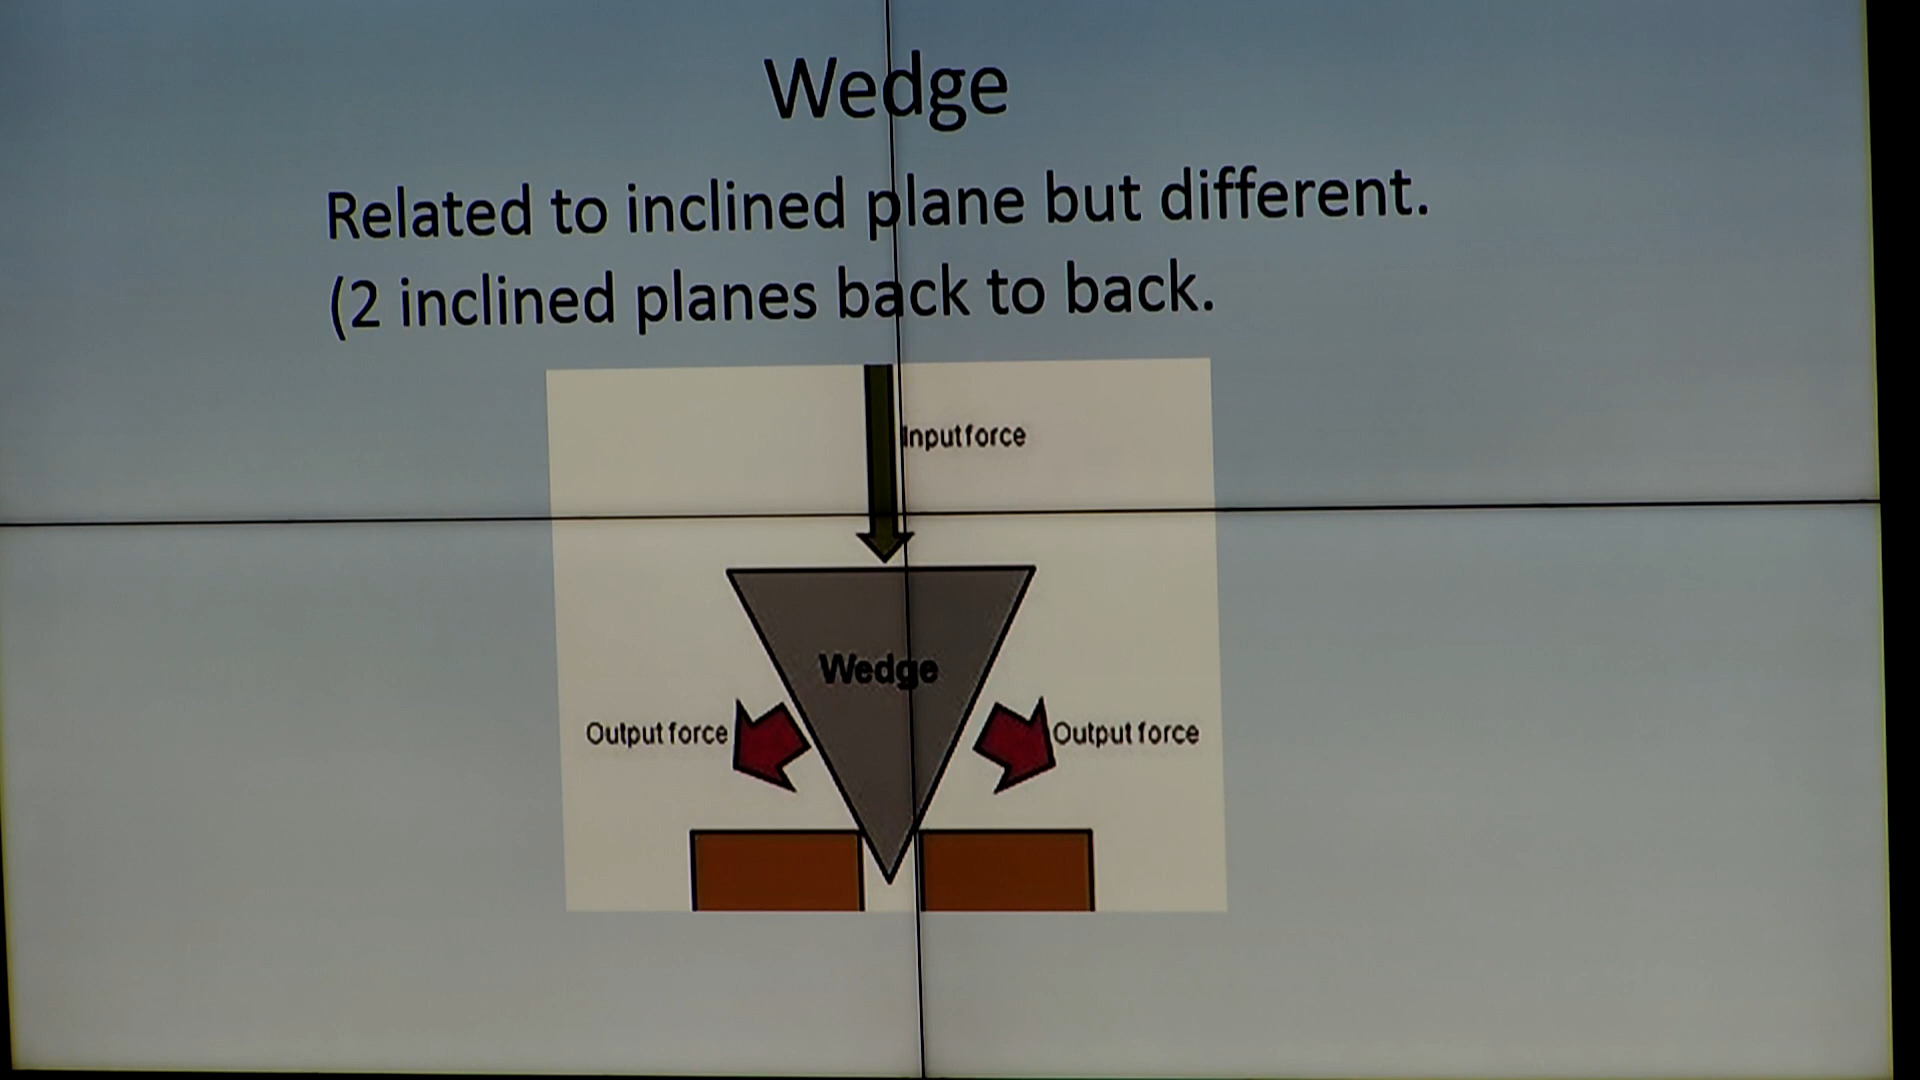 Wedge
Related to inclined plane but different.
(2 inclined planes back to back.
Input force
Wedge
Output force
Output force